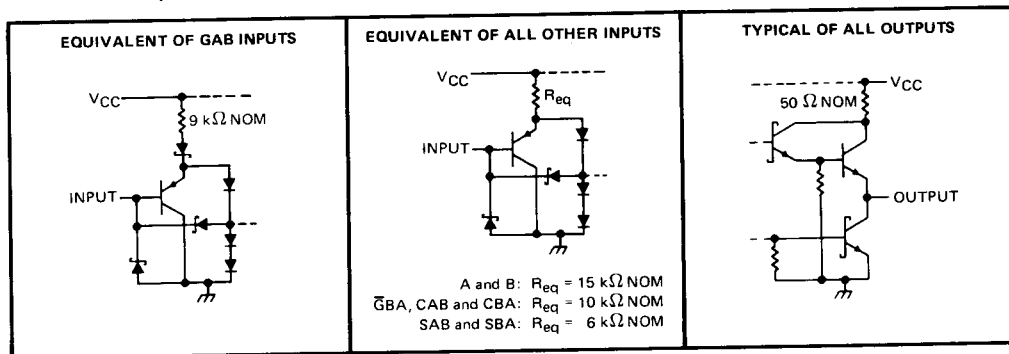 EQUIVALENT OF GAB INPUTS
VCC
9 kΩ NOM
INPUT
EQUIVALENT OF ALL OTHER INPUTS
VCC
Req
INPUT
A and B: Req = 15 kΩ NOM
G̅BA, CAB and CBA: Req = 10 kΩ NOM
SAB and SBA: Req = 6 kΩ NOM
TYPICAL OF ALL OUTPUTS
VCC
50 Ω NOM
OUTPUT